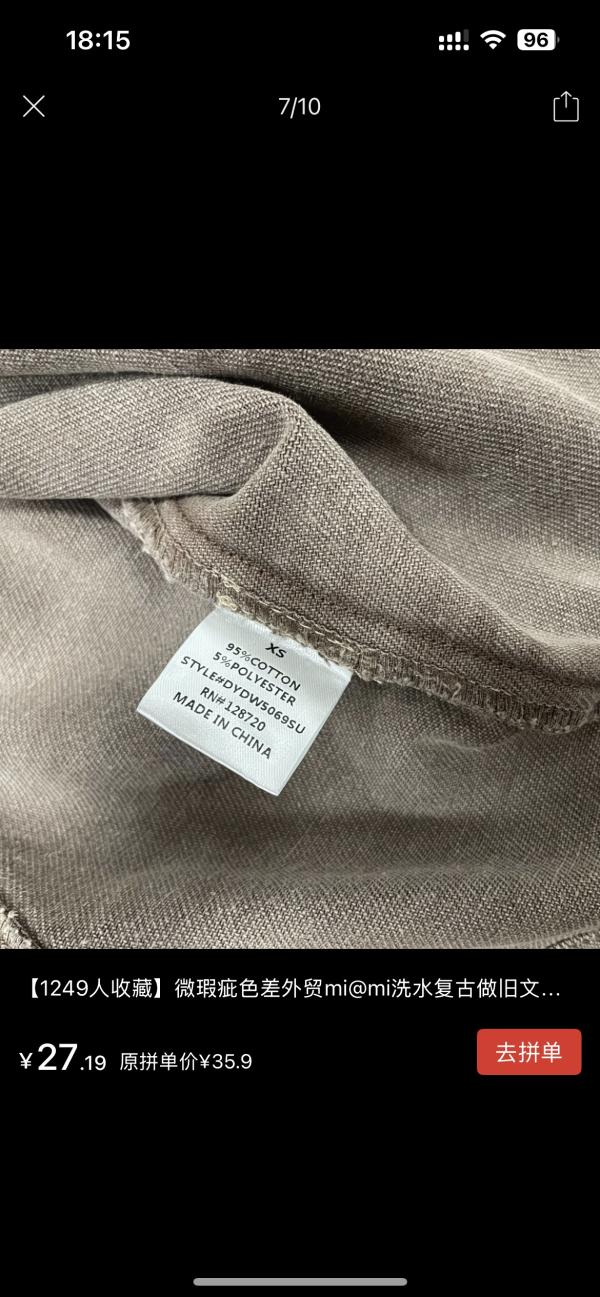 18:15
96
7/10
XS
95%COTTON
5%POLYESTER
STYLE#DYDW5069SU
RN#128720
MADE IN CHINA
【1249人收藏】微瑕疵色差外贸mi@mi洗水复古做旧文...
¥27.19 原拼单价¥35.9
去拼单